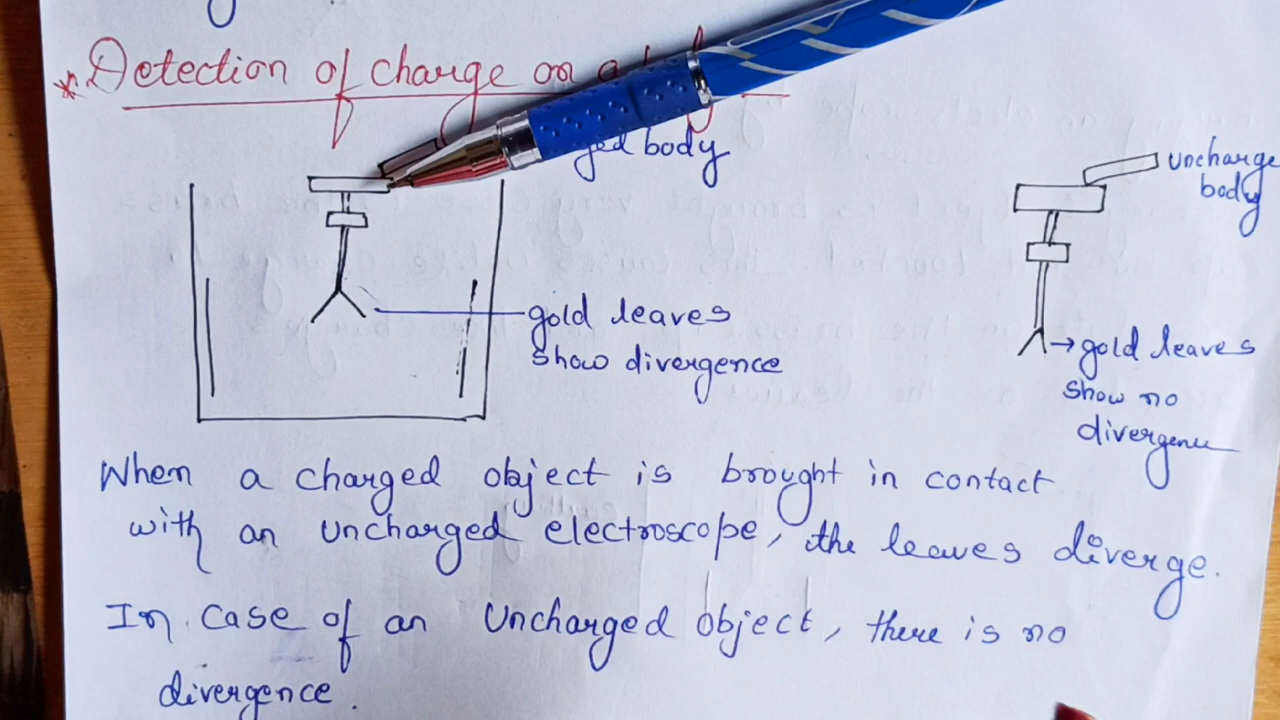 * Detection of charge on a
body
uncharge
body
gold leaves
show divergence
gold leaves
show no
divergence
When a charged object is brought in contact
with an uncharged electroscope, the leaves diverge.
In case of an Uncharged object, there is no
divergence.